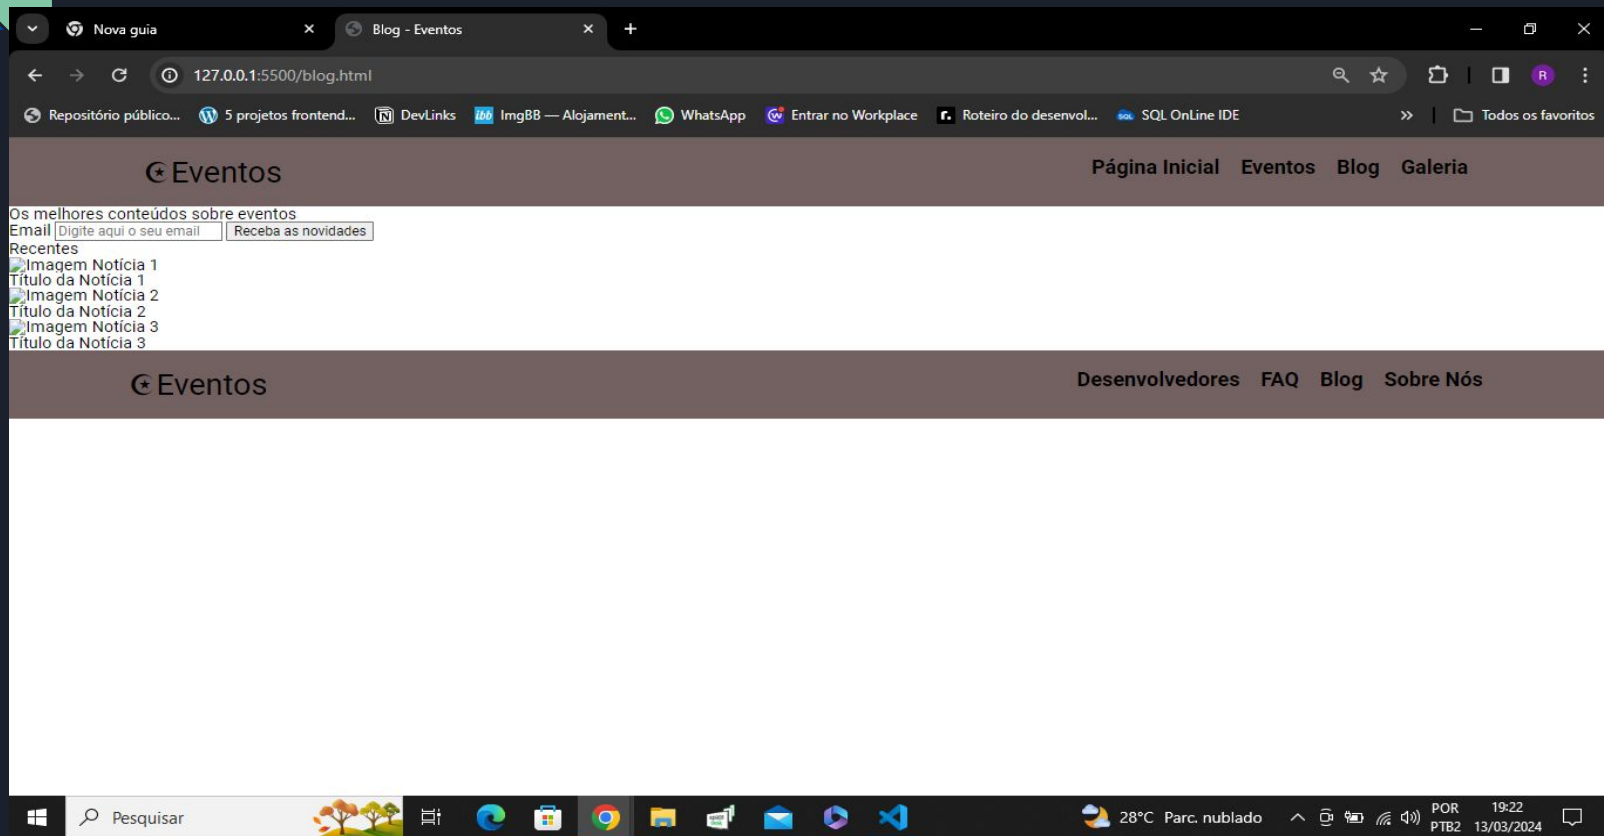 Nova guia
Blog - Eventos
127.0.0.1:5500/blog.html
R
Repositório público... 5 projetos frontend... DevLinks ibb ImgBB — Alojament... WhatsApp Entrar no Workplace r. Roteiro do desenvol... SQL SQL OnLine IDE » Todos os favoritos
Eventos Página Inicial Eventos Blog Galeria
Os melhores conteúdos sobre eventos
Email Digite aqui o seu email Receba as novidades
Recentes
Imagem Notícia 1
Título da Notícia 1
Imagem Notícia 2
Título da Notícia 2
Imagem Notícia 3
Título da Notícia 3
Eventos Desenvolvedores FAQ Blog Sobre Nós
Pesquisar 28°C Parc. nublado POR 19:22
PTB2 13/03/2024